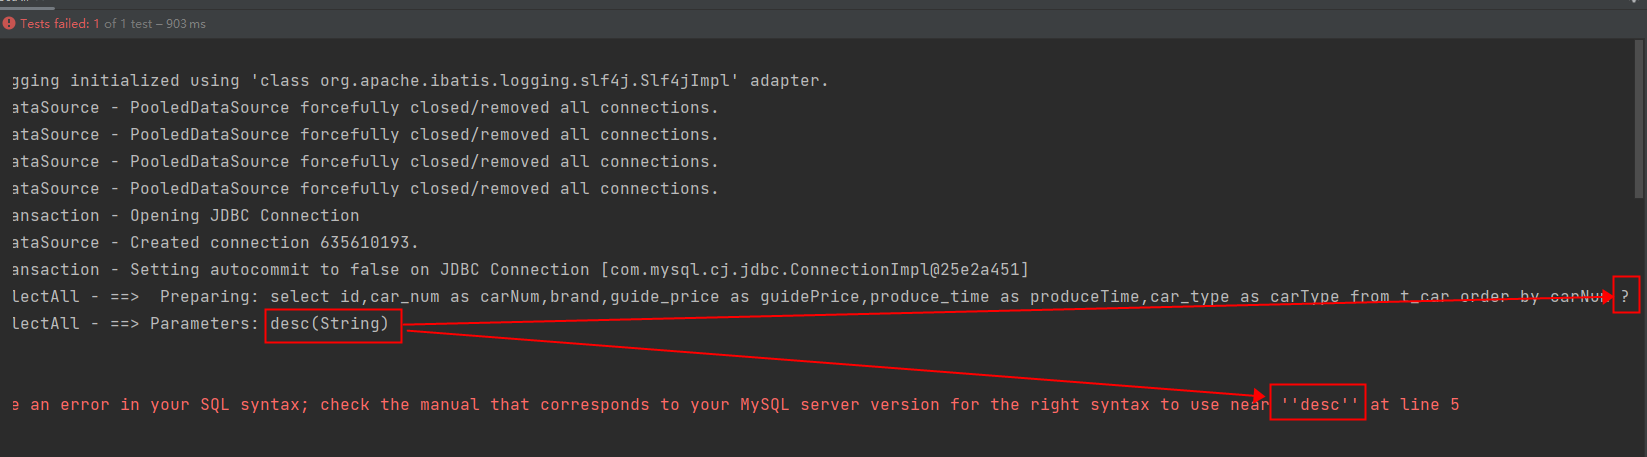 Tests failed: 1 of 1 test – 903 ms
gging initialized using 'class org.apache.ibatis.logging.slf4j.Slf4jImpl' adapter.
ataSource - PooledDataSource forcefully closed/removed all connections.
ataSource - PooledDataSource forcefully closed/removed all connections.
ataSource - PooledDataSource forcefully closed/removed all connections.
ataSource - PooledDataSource forcefully closed/removed all connections.
ansaction - Opening JDBC Connection
ataSource - Created connection 635610193.
ansaction - Setting autocommit to false on JDBC Connection [com.mysql.cj.jdbc.ConnectionImpl@25e2a451]
lectAll - ==>  Preparing: select id,car_num as carNum,brand,guide_price as guidePrice,produce_time as produceTime,car_type as carType from t_car order by carNum ?
lectAll - ==> Parameters: desc(String)
e an error in your SQL syntax; check the manual that corresponds to your MySQL server version for the right syntax to use near ''desc'' at line 5